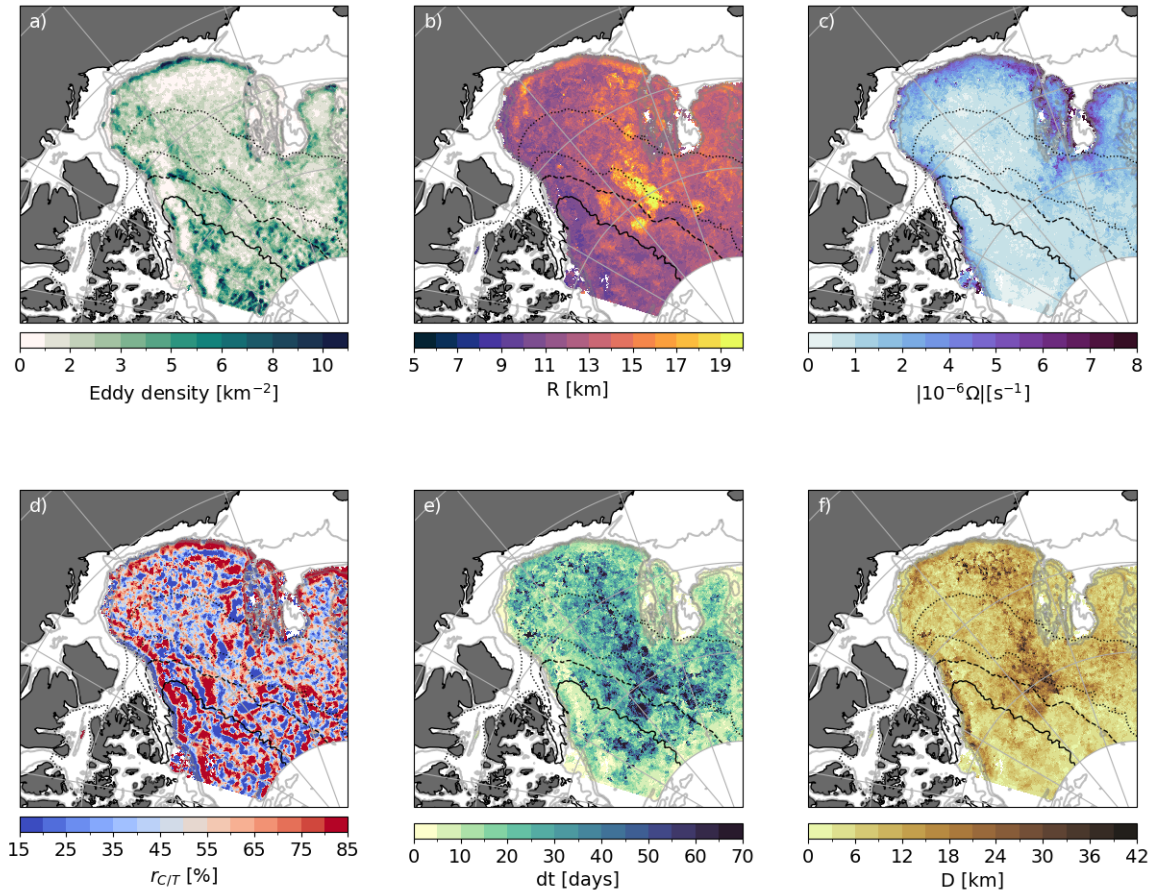 a)
b)
c)
0 2 3 5 6 8 10
Eddy density [km⁻²]
5 7 9 11 13 15 17 19
R [km]
0 1 2 4 5 6 7 8
|10⁻⁶Ω|[s⁻¹]
d)
e)
f)
15 25 35 45 55 65 75 85
r_{C/T} [%]
0 10 20 30 40 50 60 70
dt [days]
0 6 12 18 24 30 36 42
D [km]